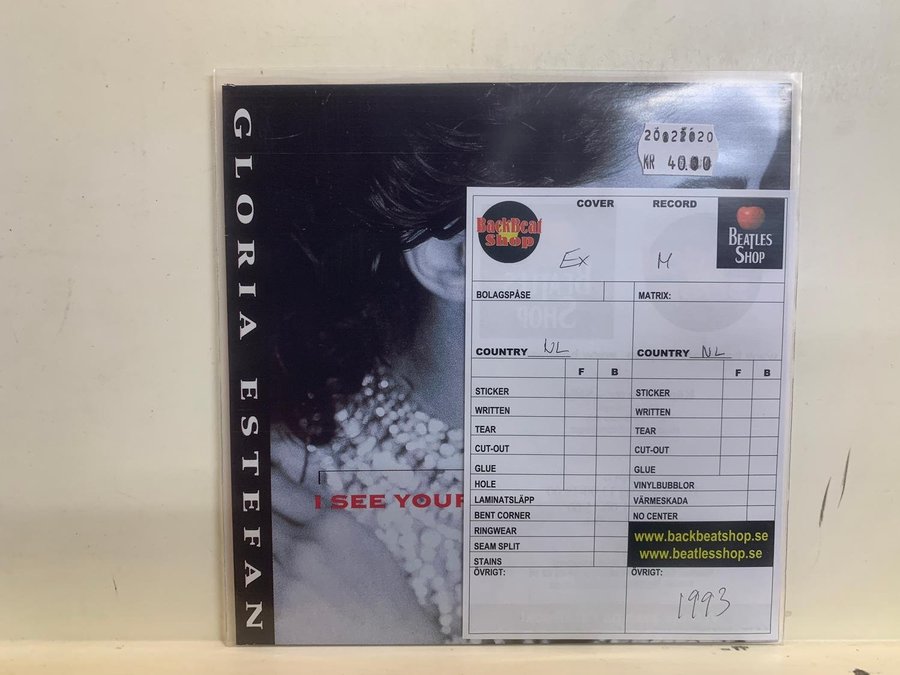 GLORIA ESTEFAN
I SEE YOUR
KR 40.00
BackBeat
Shop
COVER
RECORD
BEATLES
SHOP
Ex
M
BOLAGSPÅSE
MATRIX:
COUNTRY NL
COUNTRY NL
F B
F B
STICKER
STICKER
WRITTEN
WRITTEN
TEAR
TEAR
CUT-OUT
CUT-OUT
GLUE
GLUE
HOLE
VINYLBUBBLOR
LAMINATSLÄPP
VÄRMESKADA
BENT CORNER
NO CENTER
RINGWEAR
SEAM SPLIT
STAINS
www.backbeatshop.se
www.beatlesshop.se
ÖVRIGT:
ÖVRIGT:
1993